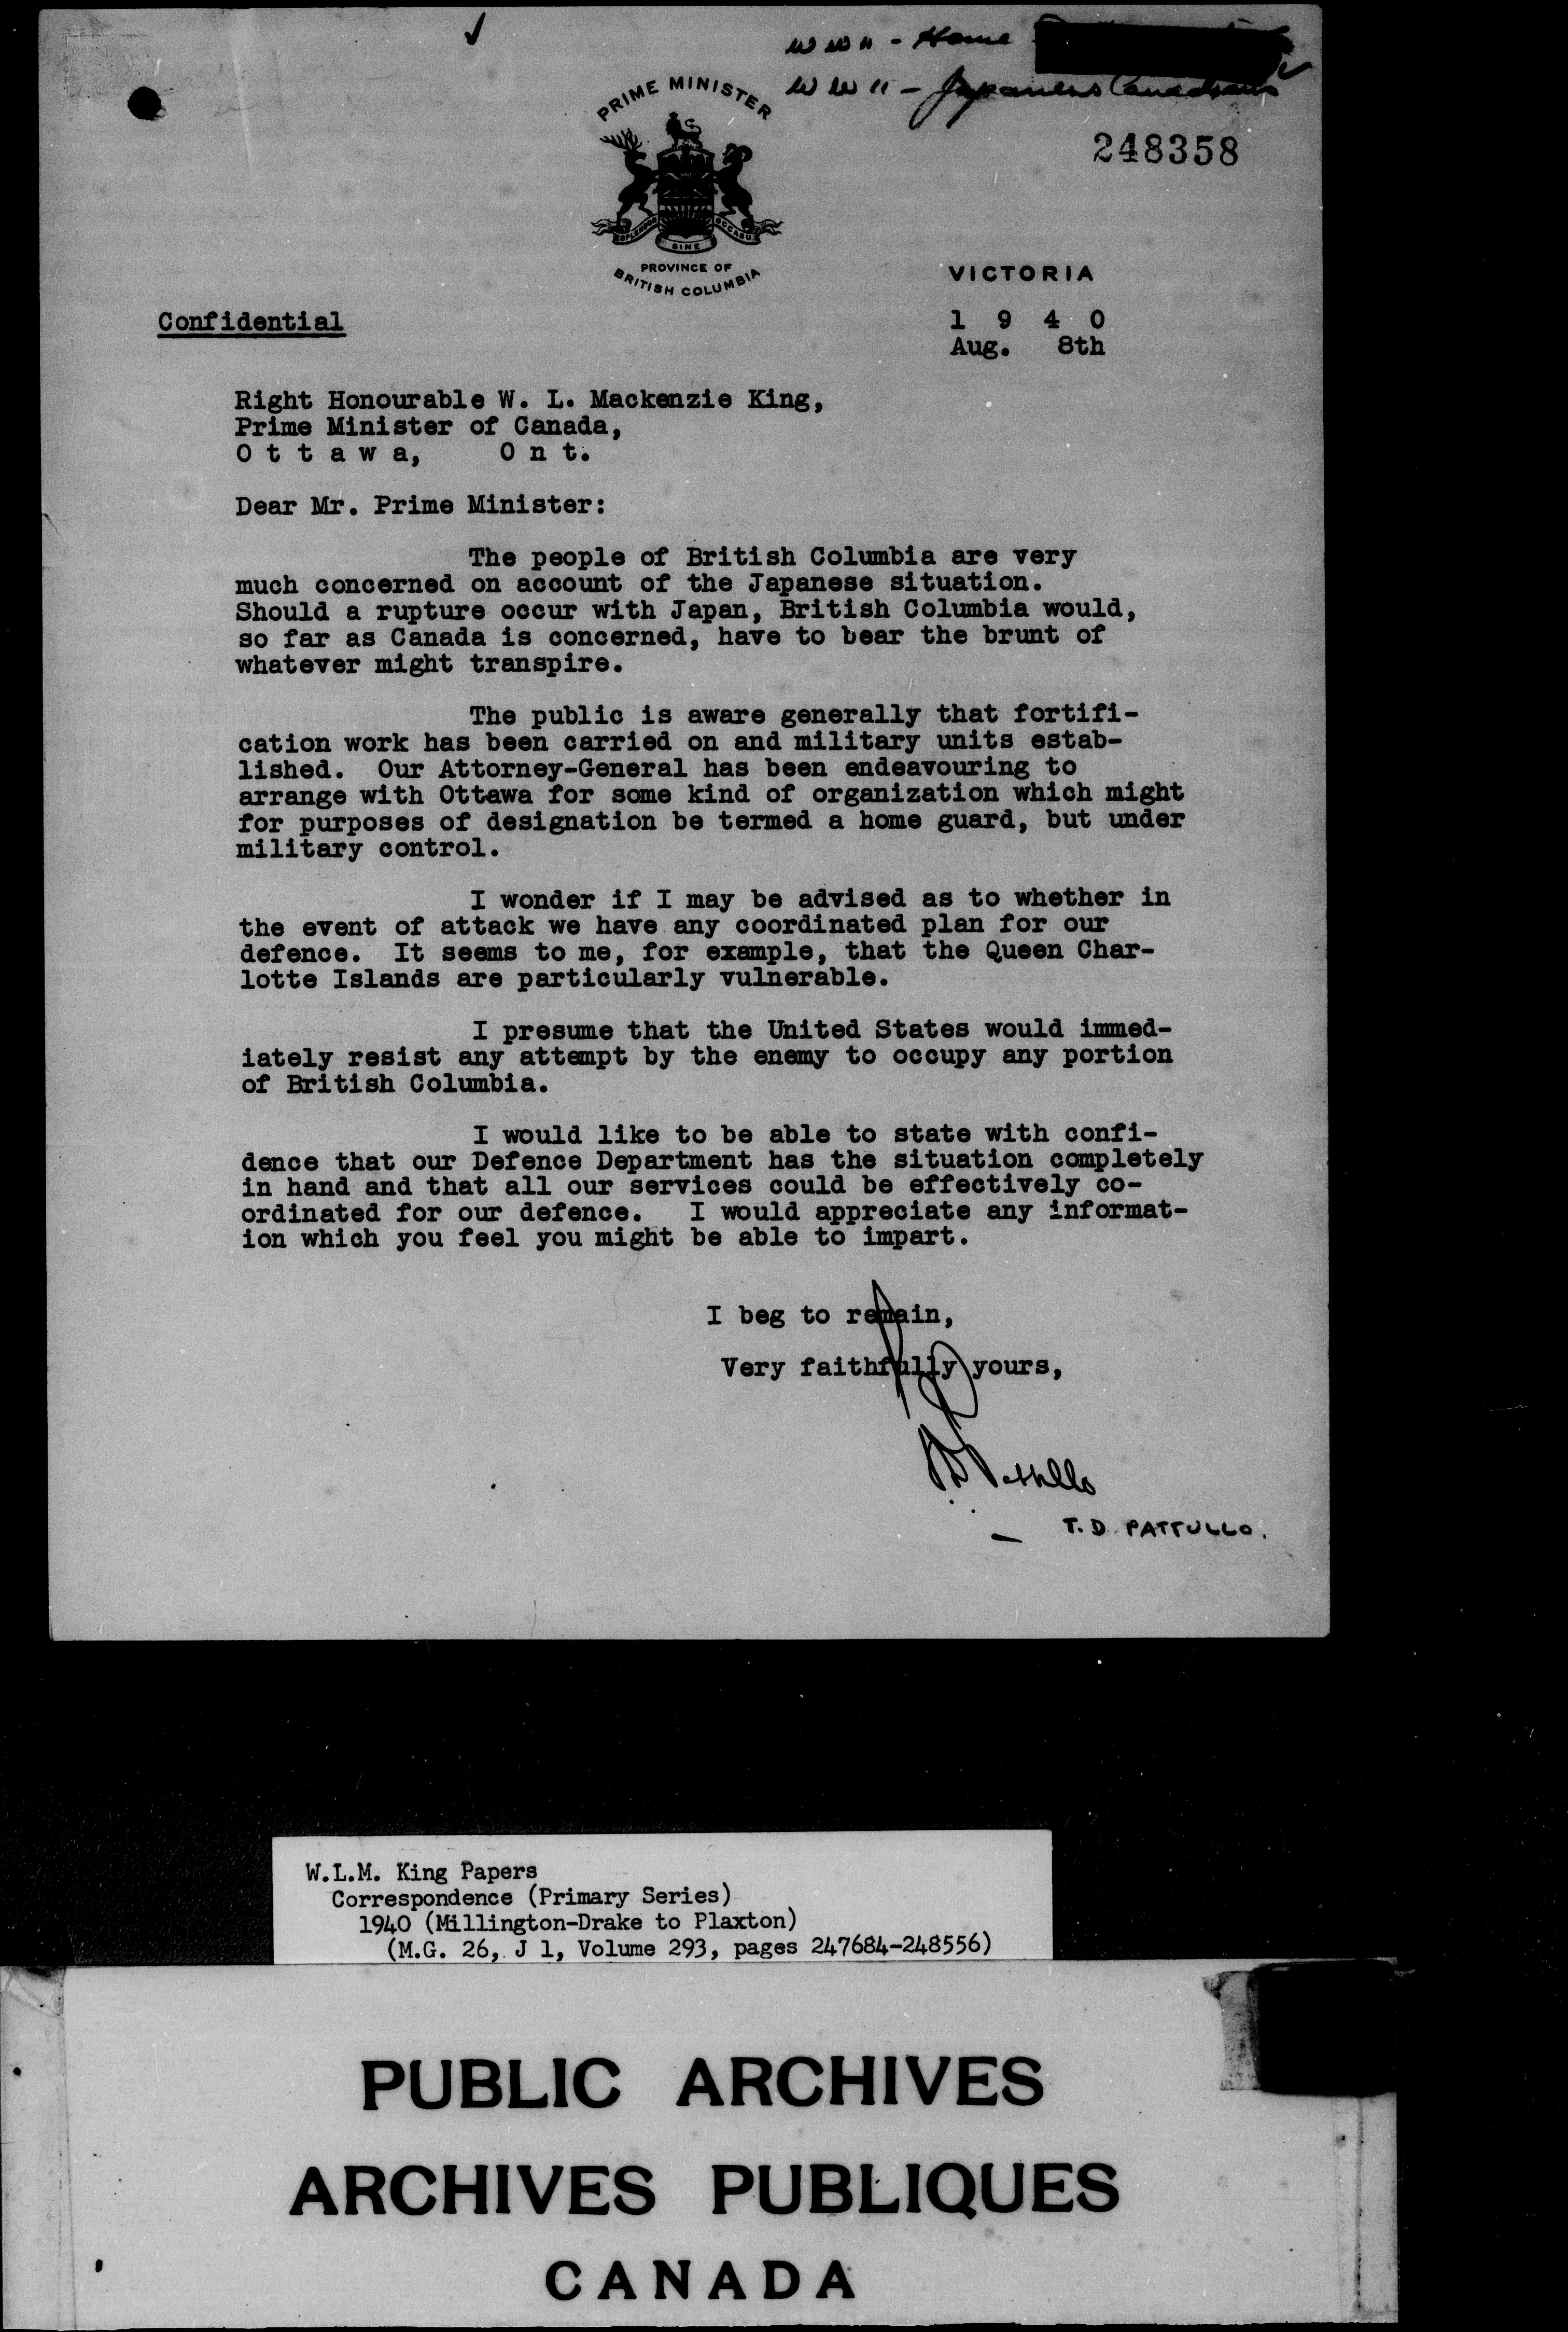 WW II - Home
WW II - Japanese Canadians
PRIME MINISTER
248358
SPLENDOR SINE OCCASU
PROVINCE OF
BRITISH COLUMBIA
VICTORIA
Confidential
1 9 4 0
Aug. 8th
Right Honourable W. L. Mackenzie King,
Prime Minister of Canada,
O t t a w a, O n t.
Dear Mr. Prime Minister:
The people of British Columbia are very
much concerned on account of the Japanese situation.
Should a rupture occur with Japan, British Columbia would,
so far as Canada is concerned, have to bear the brunt of
whatever might transpire.
The public is aware generally that fortifi-
cation work has been carried on and military units estab-
lished. Our Attorney-General has been endeavouring to
arrange with Ottawa for some kind of organization which might
for purposes of designation be termed a home guard, but under
military control.
I wonder if I may be advised as to whether in
the event of attack we have any coordinated plan for our
defence. It seems to me, for example, that the Queen Char-
lotte Islands are particularly vulnerable.
I presume that the United States would immed-
iately resist any attempt by the enemy to occupy any portion
of British Columbia.
I would like to be able to state with confi-
dence that our Defence Department has the situation completely
in hand and that all our services could be effectively co-
ordinated for our defence. I would appreciate any informat-
ion which you feel you might be able to impart.
I beg to remain,
Very faithfully yours,
T.D. PATTULLO.
W.L.M. King Papers
Correspondence (Primary Series)
1940 (Millington-Drake to Plaxton)
(M.G. 26, J 1, Volume 293, pages 247684-248556)
PUBLIC ARCHIVES
ARCHIVES PUBLIQUES
CANADA